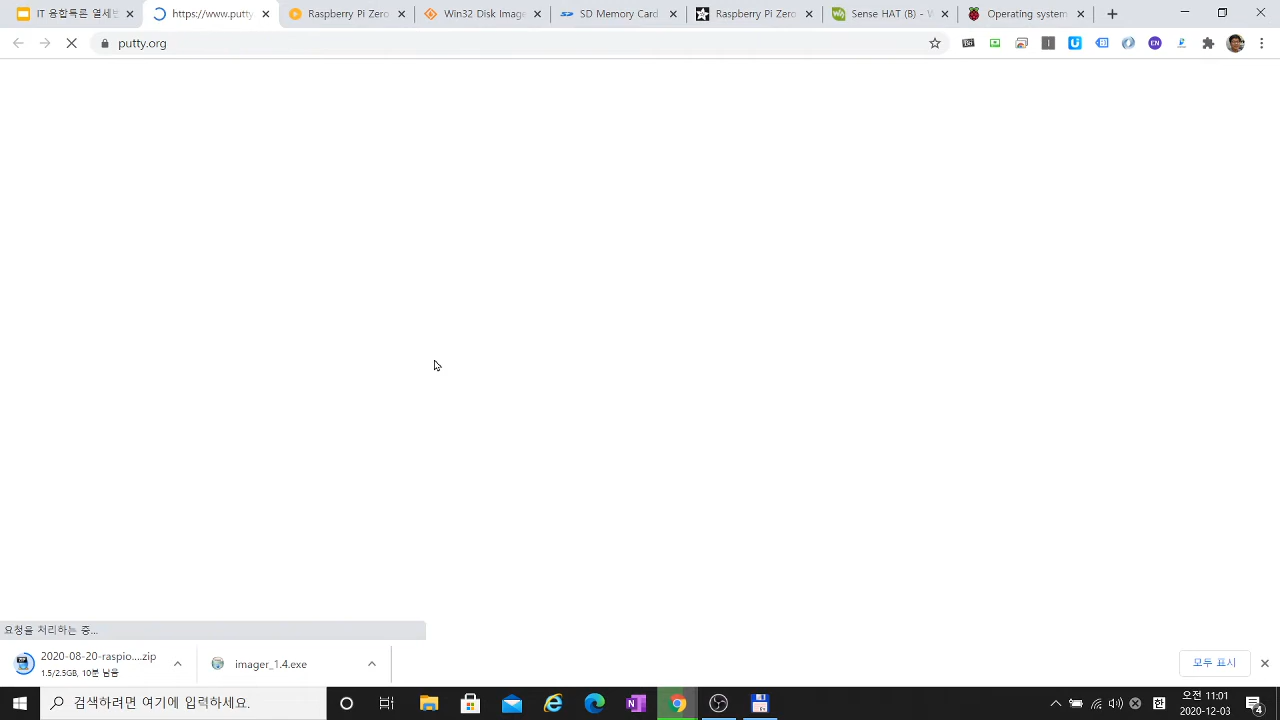 IT 융합특론 열세번
https://www.putty
Raspberry Pi Zero
Win32 Disk Image
SD Memory Card
Raspberry Pi Zero
Sense HAT (B) - W
Operating system
putty.org
EN
요청을 처리하는 중...
2020-08-20-raspio....zip
1.5/2.5GB, 10분 남음
imager_1.4.exe
모두 표시
검색하려면 여기에 입력하세요.
한
오전 11:01
2020-12-03
4